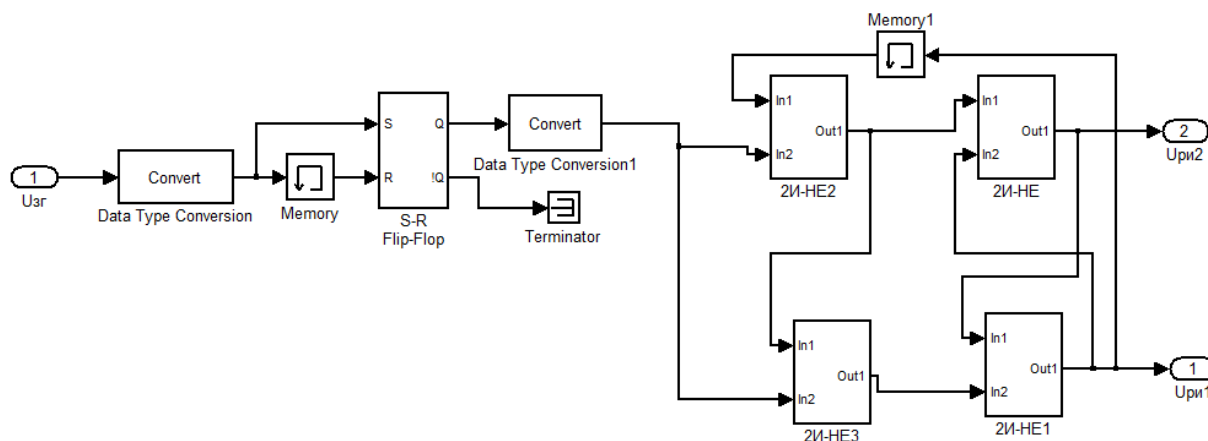 Memory1
In1
In2
Out1
2И-НЕ2
In1
In2
Out1
2И-НЕ
2
Uри2
1
Uзг
Convert
Data Type Conversion
Memory
S
R
Q
!Q
S-R
Flip-Flop
Convert
Data Type Conversion1
Terminator
In1
In2
Out1
2И-НЕ3
In1
In2
Out1
2И-НЕ1
1
Uри1